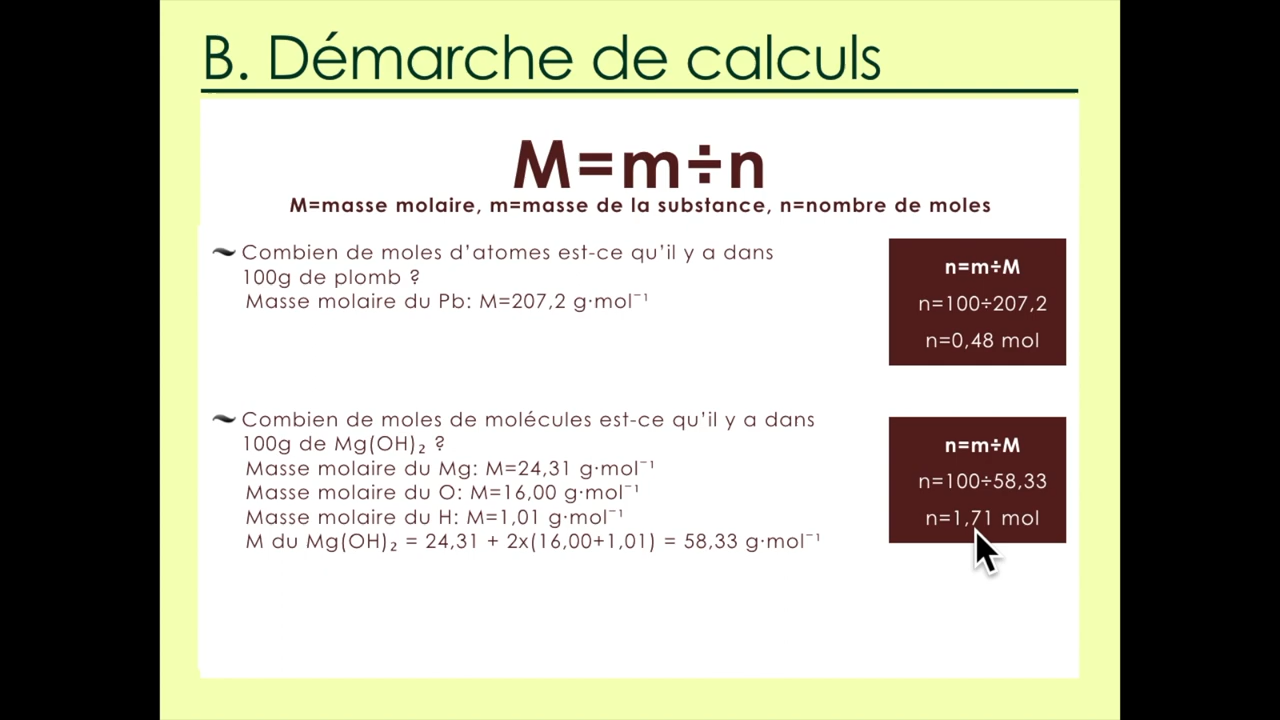 B. Démarche de calculs
M=m÷n
M=masse molaire, m=masse de la substance, n=nombre de moles
Combien de moles d'atomes est-ce qu'il y a dans
100g de plomb ?
Masse molaire du Pb: M=207,2 g·mol⁻¹
n=m÷M
n=100÷207,2
n=0,48 mol
Combien de moles de molécules est-ce qu'il y a dans
100g de Mg(OH)₂ ?
Masse molaire du Mg: M=24,31 g·mol⁻¹
Masse molaire du O: M=16,00 g·mol⁻¹
Masse molaire du H: M=1,01 g·mol⁻¹
M du Mg(OH)₂ = 24,31 + 2x(16,00+1,01) = 58,33 g·mol⁻¹
n=m÷M
n=100÷58,33
n=1,71 mol